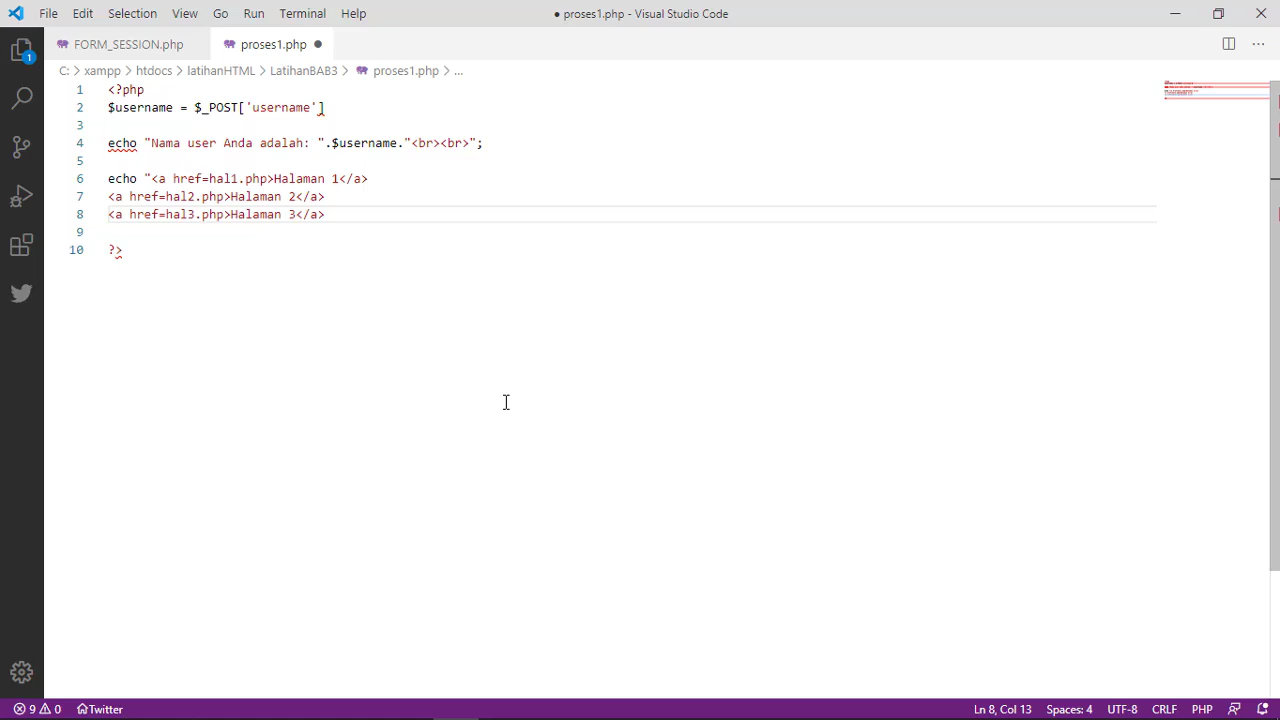 File Edit Selection View Go Run Terminal Help ● proses1.php - Visual Studio Code
FORM_SESSION.php proses1.php ●
C: > xampp > htdocs > latihanHTML > LatihanBAB3 > proses1.php > ...
1 <?php
2 $username = $_POST['username']
3
4 echo "Nama user Anda adalah: ".$username."<br><br>";
5
6 echo "<a href=hal1.php>Halaman 1</a>
7 <a href=hal2.php>Halaman 2</a>
8 <a href=hal3.php>Halaman 3</a>
9
10 ?>
1
9 0 Twitter Ln 8, Col 13 Spaces: 4 UTF-8 CRLF PHP